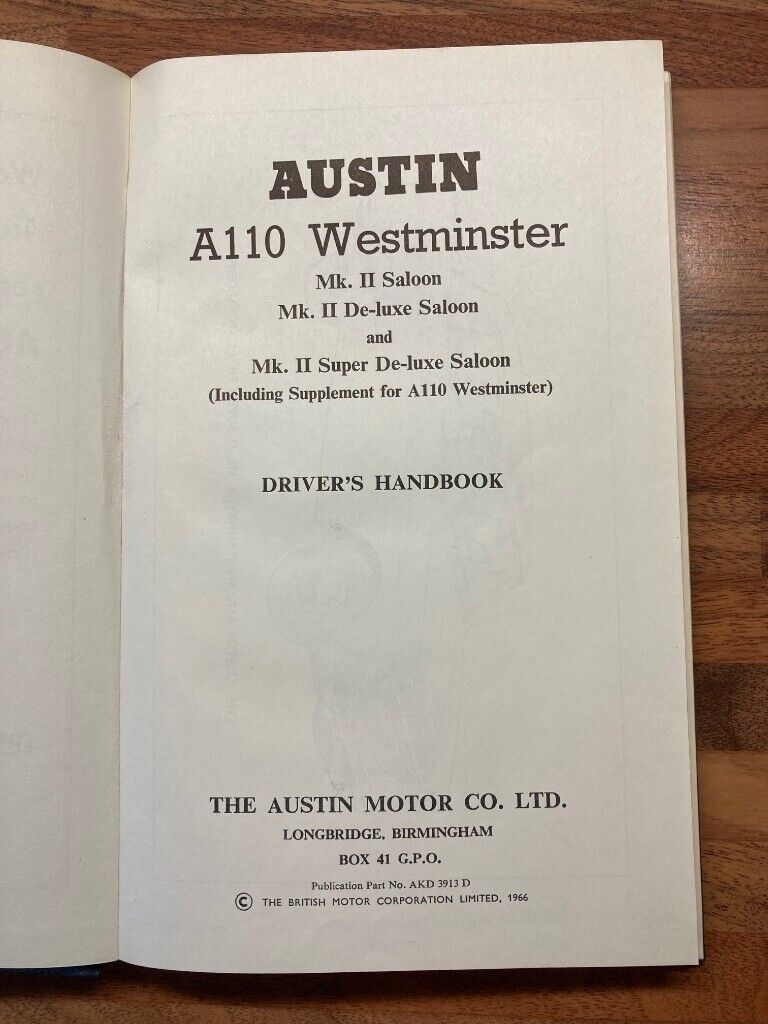 AUSTIN
A110 Westminster
Mk. II Saloon
Mk. II De-luxe Saloon
and
Mk. II Super De-luxe Saloon
(Including Supplement for A110 Westminster)
DRIVER'S HANDBOOK
THE AUSTIN MOTOR CO. LTD.
LONGBRIDGE, BIRMINGHAM
BOX 41 G.P.O.
Publication Part No. AKD 3913 D
© THE BRITISH MOTOR CORPORATION LIMITED, 1966